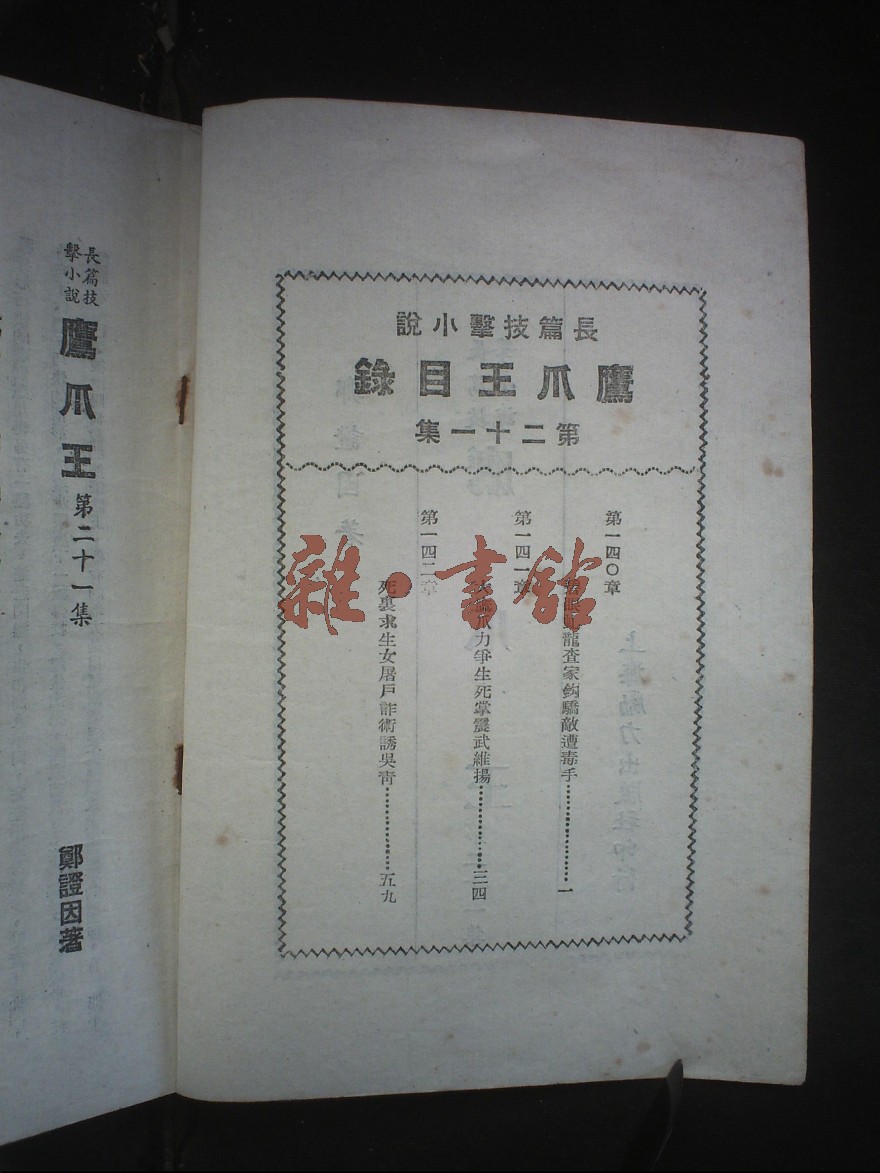 長篇技擊小說
鷹爪王目錄
第二十一集
第一四〇章
龍查家鈎驕敵遭毒手…………一
第一四一章
爪力爭生死掌震武維揚…………三四
第一四二章
死裏求生女屠戶詐術誘吳青…………五九
長篇技
擊小說
鷹爪王
第二十一集
鄭證因著
雜·書館